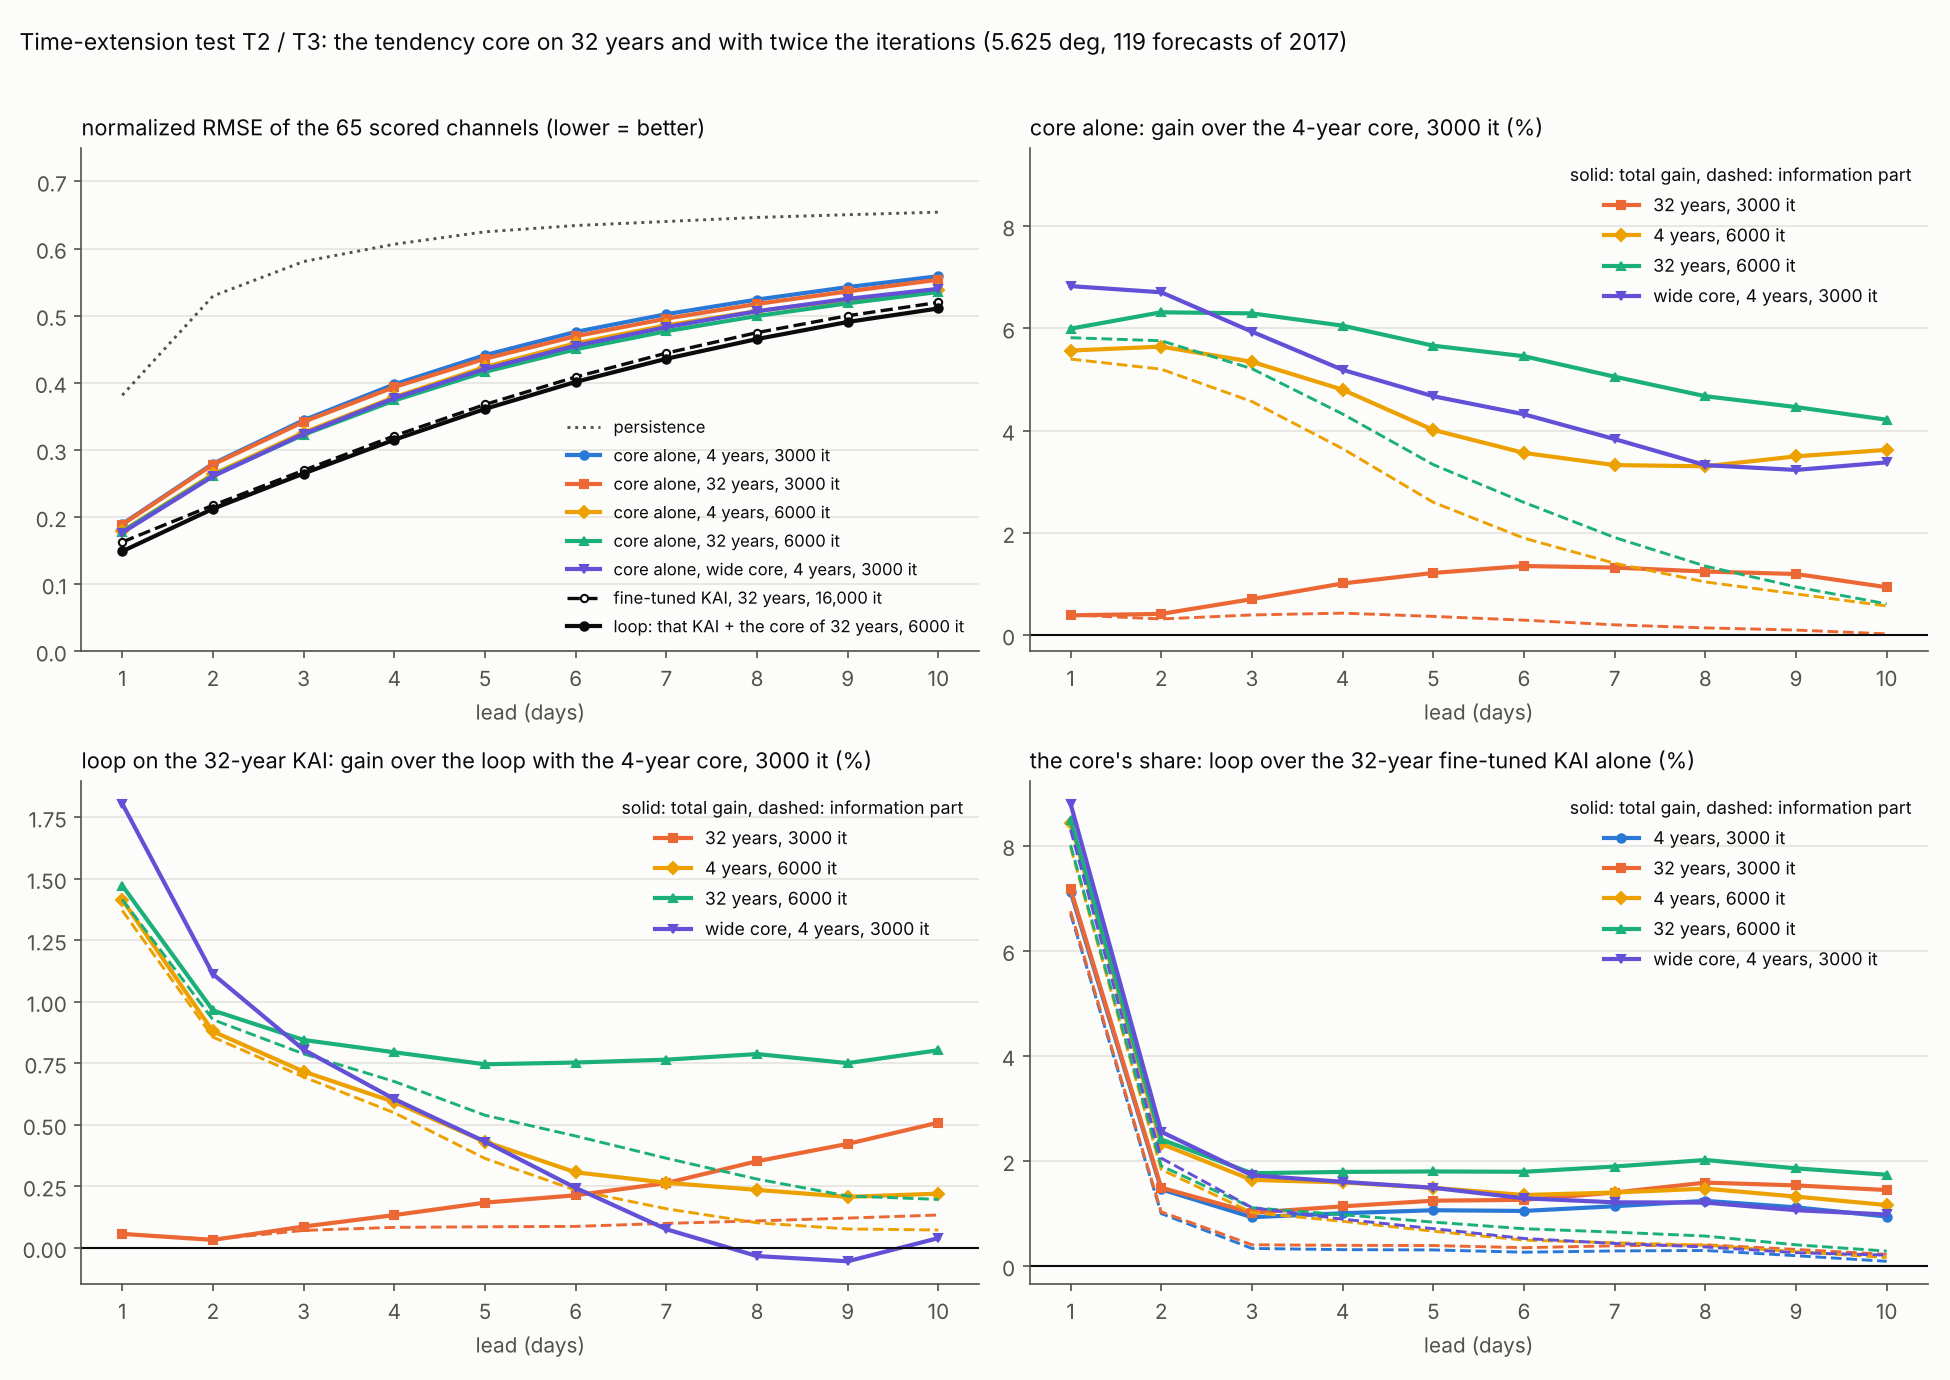 Time-extension test T2 / T3: the tendency core on 32 years and with twice the iterations (5.625 deg, 119 forecasts of 2017)
normalized RMSE of the 65 scored channels (lower = better)
0.7
0.6
0.5
0.4
0.3
0.2
0.1
0.0
persistence
core alone, 4 years, 3000 it
core alone, 32 years, 3000 it
core alone, 4 years, 6000 it
core alone, 32 years, 6000 it
core alone, wide core, 4 years, 3000 it
fine-tuned KAI, 32 years, 16,000 it
loop: that KAI + the core of 32 years, 6000 it
1 2 3 4 5 6 7 8 9 10
lead (days)
core alone: gain over the 4-year core, 3000 it (%)
solid: total gain, dashed: information part
32 years, 3000 it
4 years, 6000 it
32 years, 6000 it
wide core, 4 years, 3000 it
8
6
4
2
0
1 2 3 4 5 6 7 8 9 10
lead (days)
loop on the 32-year KAI: gain over the loop with the 4-year core, 3000 it (%)
solid: total gain, dashed: information part
32 years, 3000 it
4 years, 6000 it
32 years, 6000 it
wide core, 4 years, 3000 it
1.75
1.50
1.25
1.00
0.75
0.50
0.25
0.00
1 2 3 4 5 6 7 8 9 10
lead (days)
the core's share: loop over the 32-year fine-tuned KAI alone (%)
solid: total gain, dashed: information part
4 years, 3000 it
32 years, 3000 it
4 years, 6000 it
32 years, 6000 it
wide core, 4 years, 3000 it
8
6
4
2
0
1 2 3 4 5 6 7 8 9 10
lead (days)